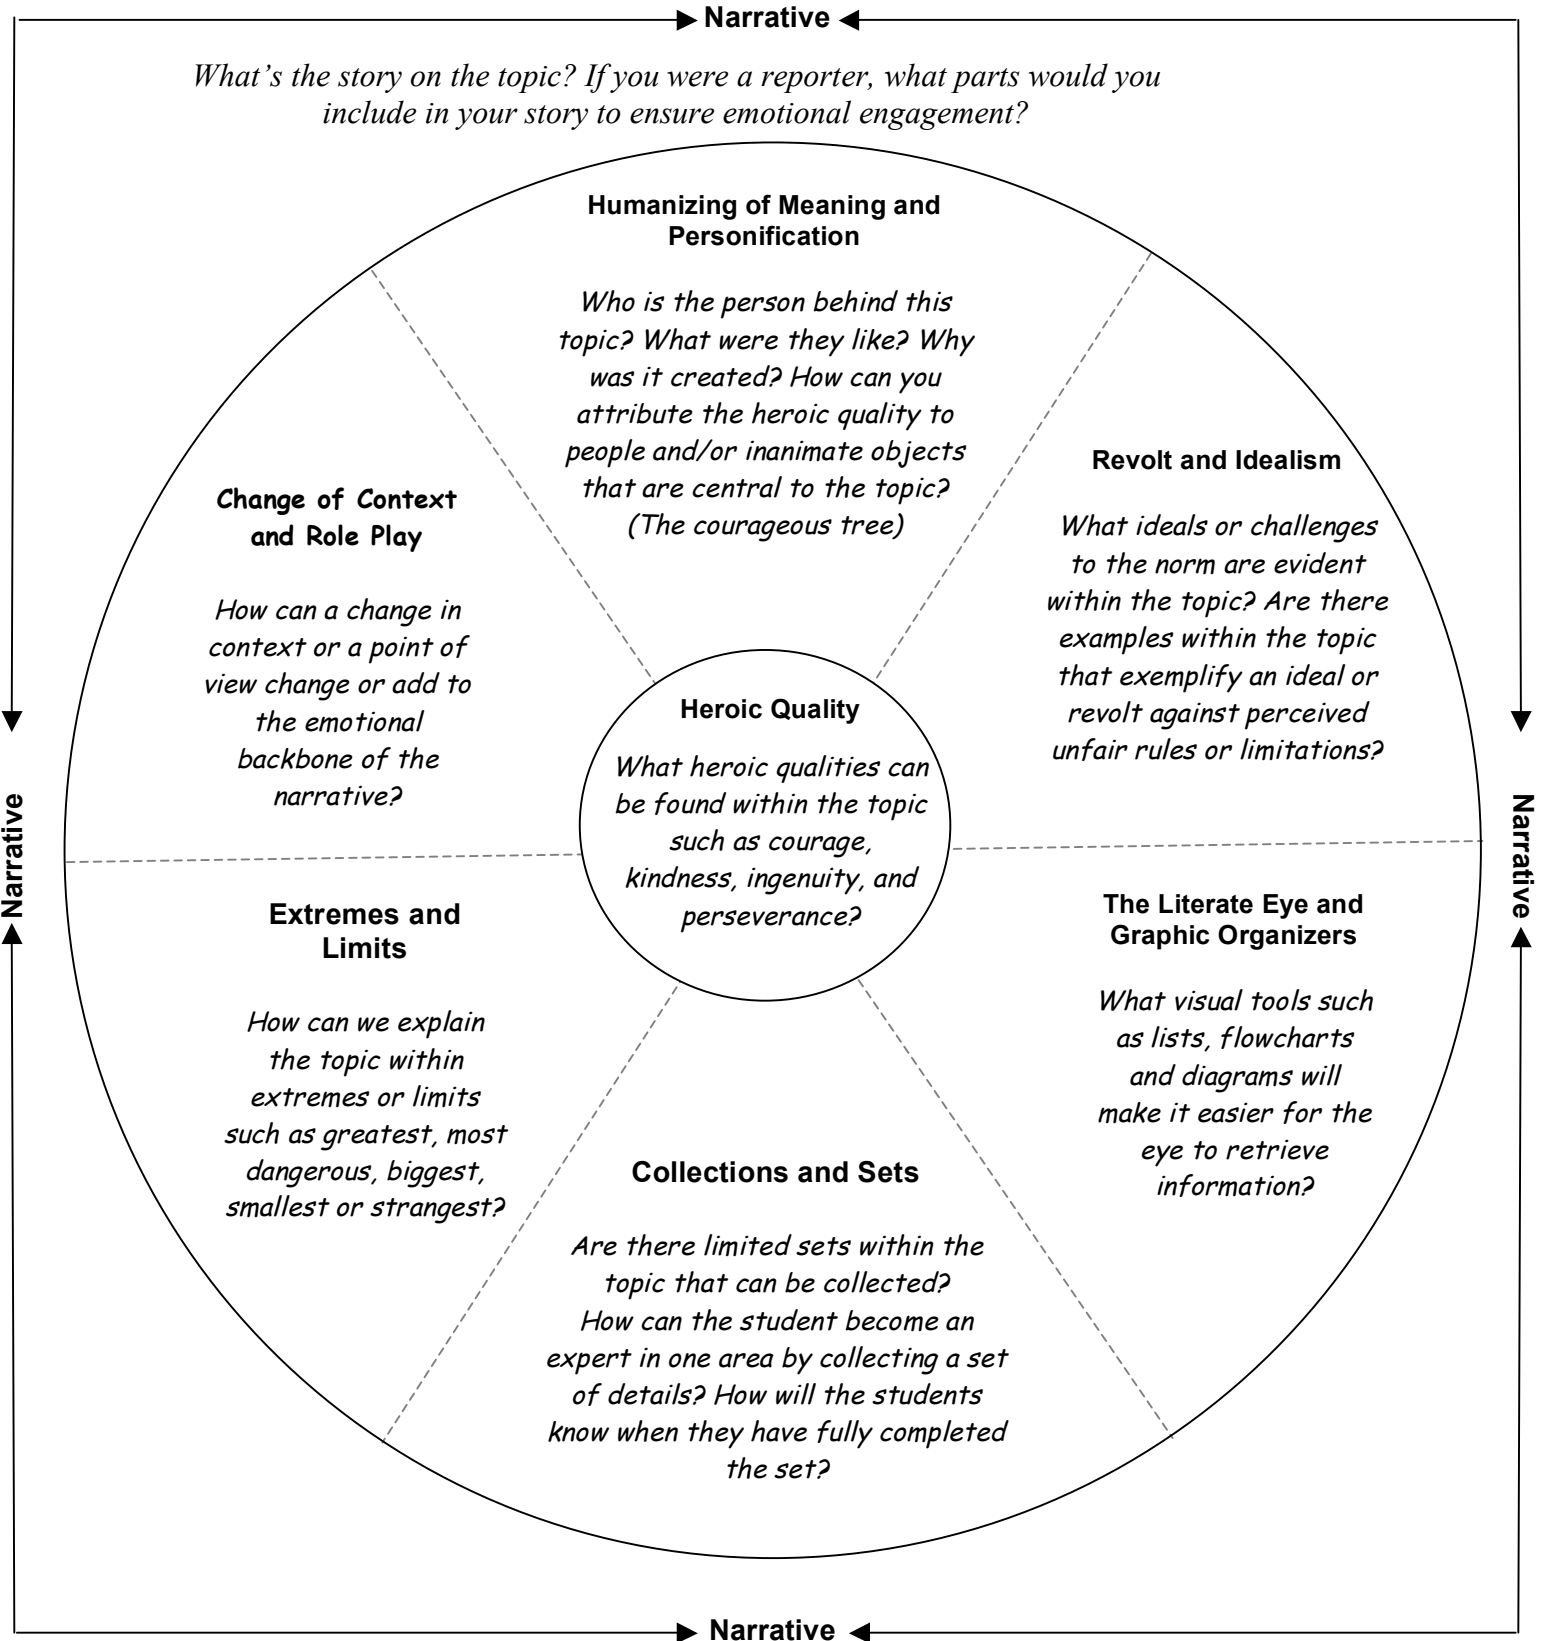 Narrative
What's the story on the topic? If you were a reporter, what parts would you
include in your story to ensure emotional engagement?
Humanizing of Meaning and
Personification
Who is the person behind this
topic? What were they like? Why
was it created? How can you
attribute the heroic quality to
people and/or inanimate objects
that are central to the topic?
(The courageous tree)
Revolt and Idealism
What ideals or challenges
to the norm are evident
within the topic? Are there
examples within the topic
that exemplify an ideal or
revolt against perceived
unfair rules or limitations?
Change of Context
and Role Play
How can a change in
context or a point of
view change or add to
the emotional
backbone of the
narrative?
Heroic Quality
What heroic qualities can
be found within the topic
such as courage,
kindness, ingenuity, and
perseverance?
Narrative
Narrative
Extremes and
Limits
How can we explain
the topic within
extremes or limits
such as greatest, most
dangerous, biggest,
smallest or strangest?
The Literate Eye and
Graphic Organizers
What visual tools such
as lists, flowcharts
and diagrams will
make it easier for the
eye to retrieve
information?
Collections and Sets
Are there limited sets within the
topic that can be collected?
How can the student become an
expert in one area by collecting a set
of details? How will the students
know when they have fully completed
the set?
Narrative